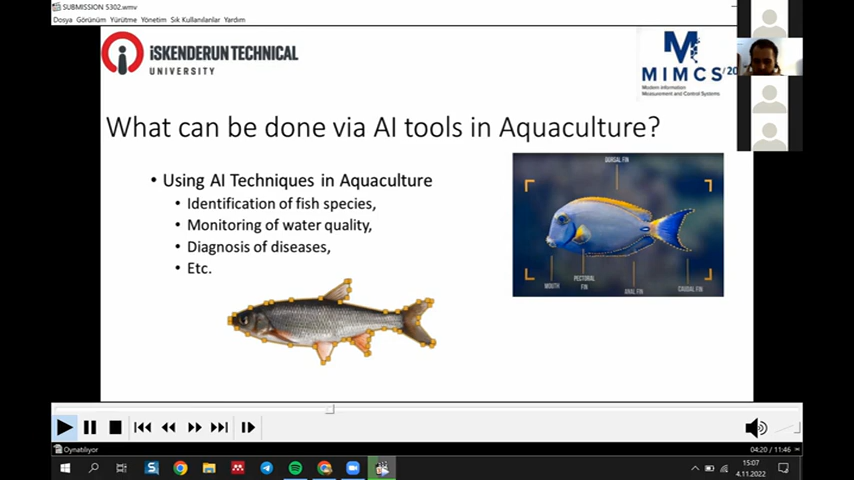 SUBMISSION 5302.wmv
Dosya Görünüm Yürütme Yönetim Sık Kullanılanlar Yardım
iSKENDERUN TECHNICAL
UNIVERSITY
MIMCS
Modern Information
Measurement and Control Systems
What can be done via AI tools in Aquaculture?
• Using AI Techniques in Aquaculture
• Identification of fish species,
• Monitoring of water quality,
• Diagnosis of diseases,
• Etc.
DORSAL FIN
MOUTH
PECTORAL
FIN
ANAL FIN
CAUDAL FIN
Oynatılıyor
04:20 / 11:46
15:07
4.11.2022